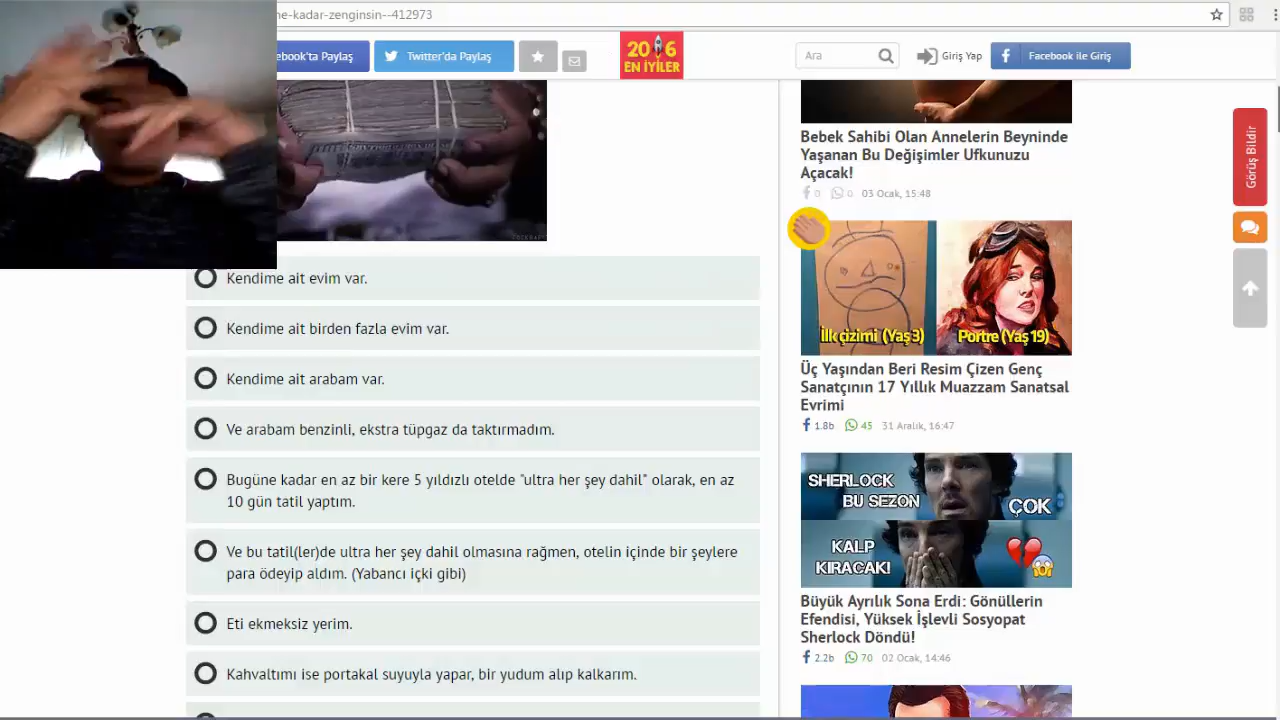 ne-kadar-zenginsin--412973
ebook'ta Paylaş
Twitter'da Paylaş
2016
EN İYİLER
Ara
Giriş Yap
Facebook ile Giriş
Kendime ait evim var.
Kendime ait birden fazla evim var.
Kendime ait arabam var.
Ve arabam benzinli, ekstra tüpgaz da taktırmadım.
Bugüne kadar en az bir kere 5 yıldızlı otelde "ultra her şey dahil" olarak, en az
10 gün tatil yaptım.
Ve bu tatil(ler)de ultra her şey dahil olmasına rağmen, otelin içinde bir şeylere
para ödeyip aldım. (Yabancı içki gibi)
Eti ekmeksiz yerim.
Kahvaltımı ise portakal suyuyla yapar, bir yudum alıp kalkarım.
Bebek Sahibi Olan Annelerin Beyninde
Yaşanan Bu Değişimler Ufkunuzu
Açacak!
0 0 03 Ocak, 15:48
İlk çizimi (Yaş 3) Portre (Yaş 19)
Üç Yaşından Beri Resim Çizen Genç
Sanatçının 17 Yıllık Muazzam Sanatsal
Evrimi
1.8b 45 31 Aralık, 16:47
SHERLOCK
BU SEZON
ÇOK
KALP
KIRACAK!
Büyük Ayrılık Sona Erdi: Gönüllerin
Efendisi, Yüksek İşlevli Sosyopat
Sherlock Döndü!
2.2b 70 02 Ocak, 14:46
Görüş Bildir